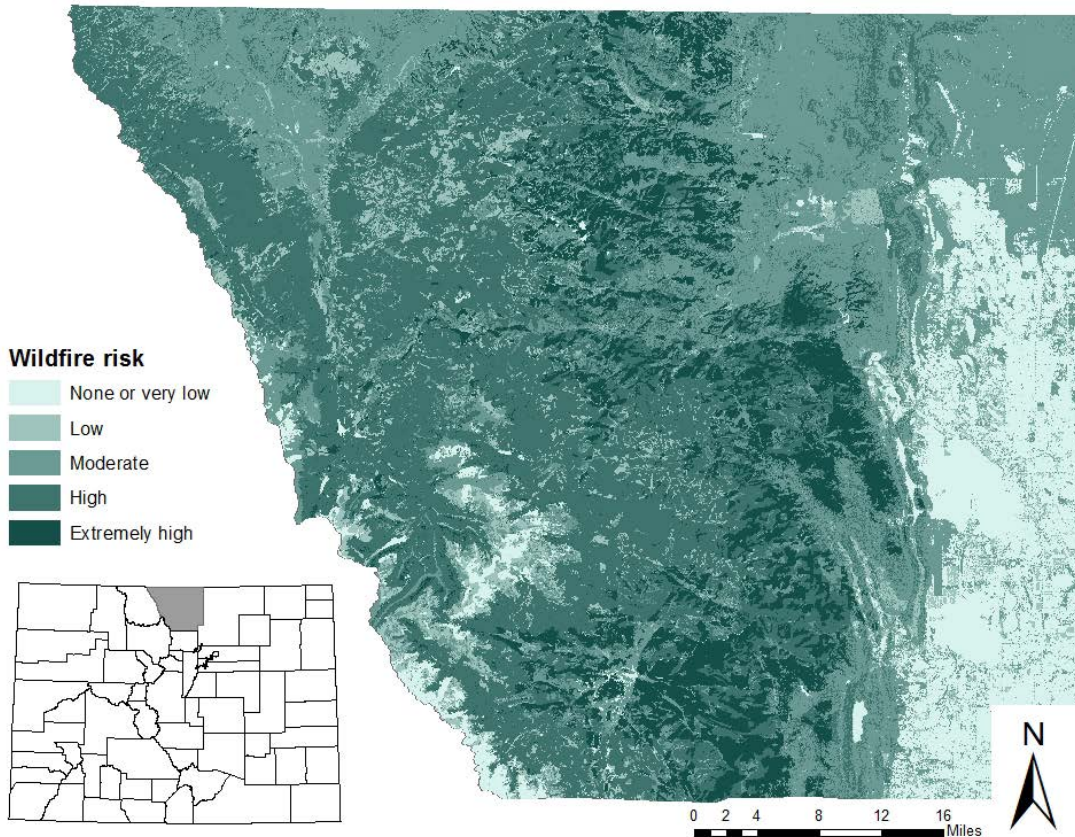 Wildfire risk
None or very low
Low
Moderate
High
Extremely high
N
0 2 4 8 12 16
Miles